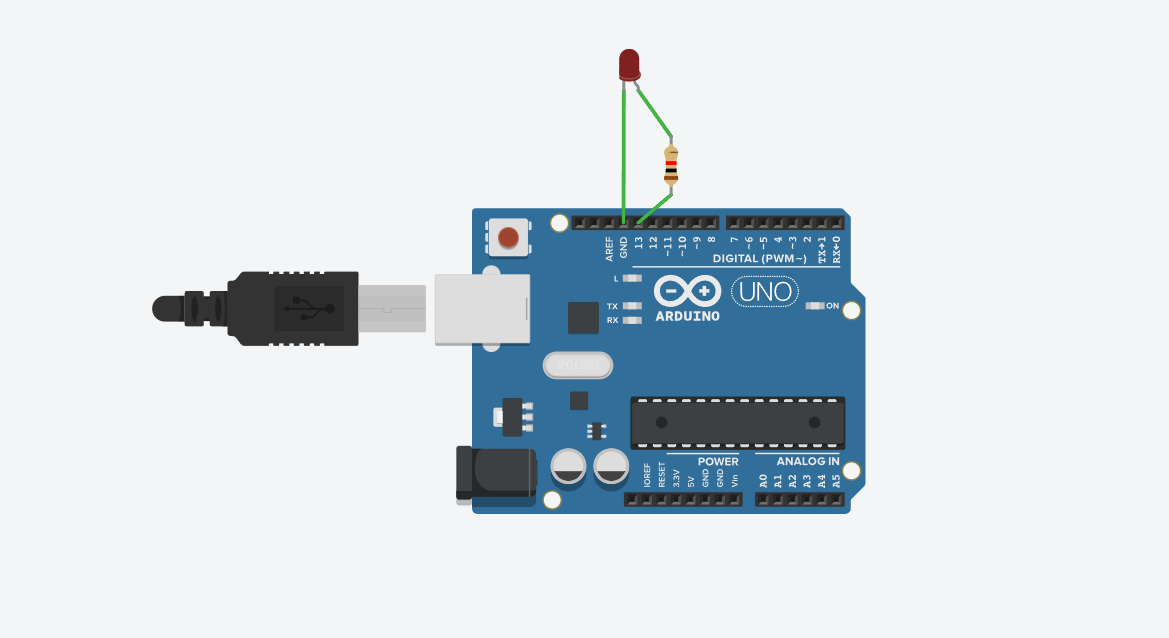 AREF
GND
13
12
~11
~10
~9
8
7
~6
~5
4
~3
2
TX→1
RX←0
DIGITAL (PWM~)
L
TX
RX
UNO
ON
ARDUINO
POWER
ANALOG IN
IOREF
RESET
3.3V
5V
GND
GND
Vin
A0
A1
A2
A3
A4
A5